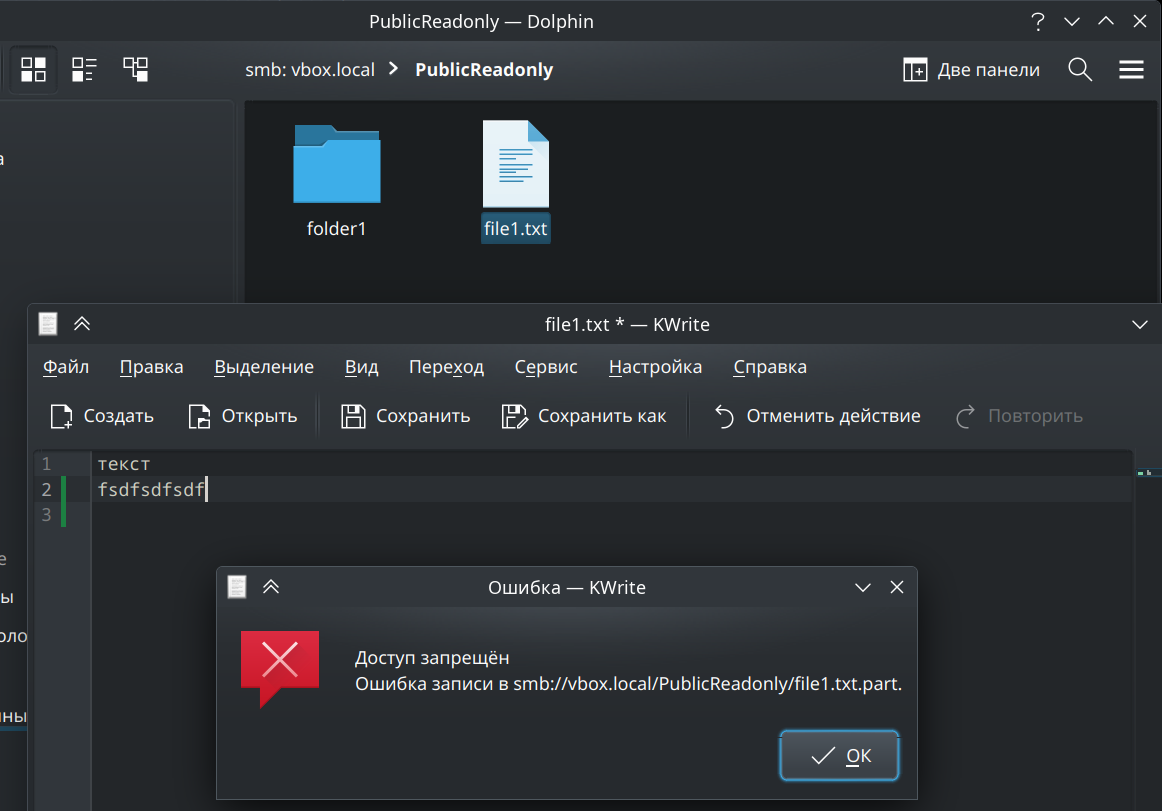 PublicReadonly — Dolphin
smb: vbox.local PublicReadonly
Две панели
а
folder1
file1.txt
file1.txt * — KWrite
Файл Правка Выделение Вид Переход Сервис Настройка Справка
Создать Открыть Сохранить Сохранить как Отменить действие Повторить
1 текст
2 fsdfsdfsdf
3
е
ы
оло
ны
Ошибка — KWrite
Доступ запрещён
Ошибка записи в smb://vbox.local/PublicReadonly/file1.txt.part.
ОК